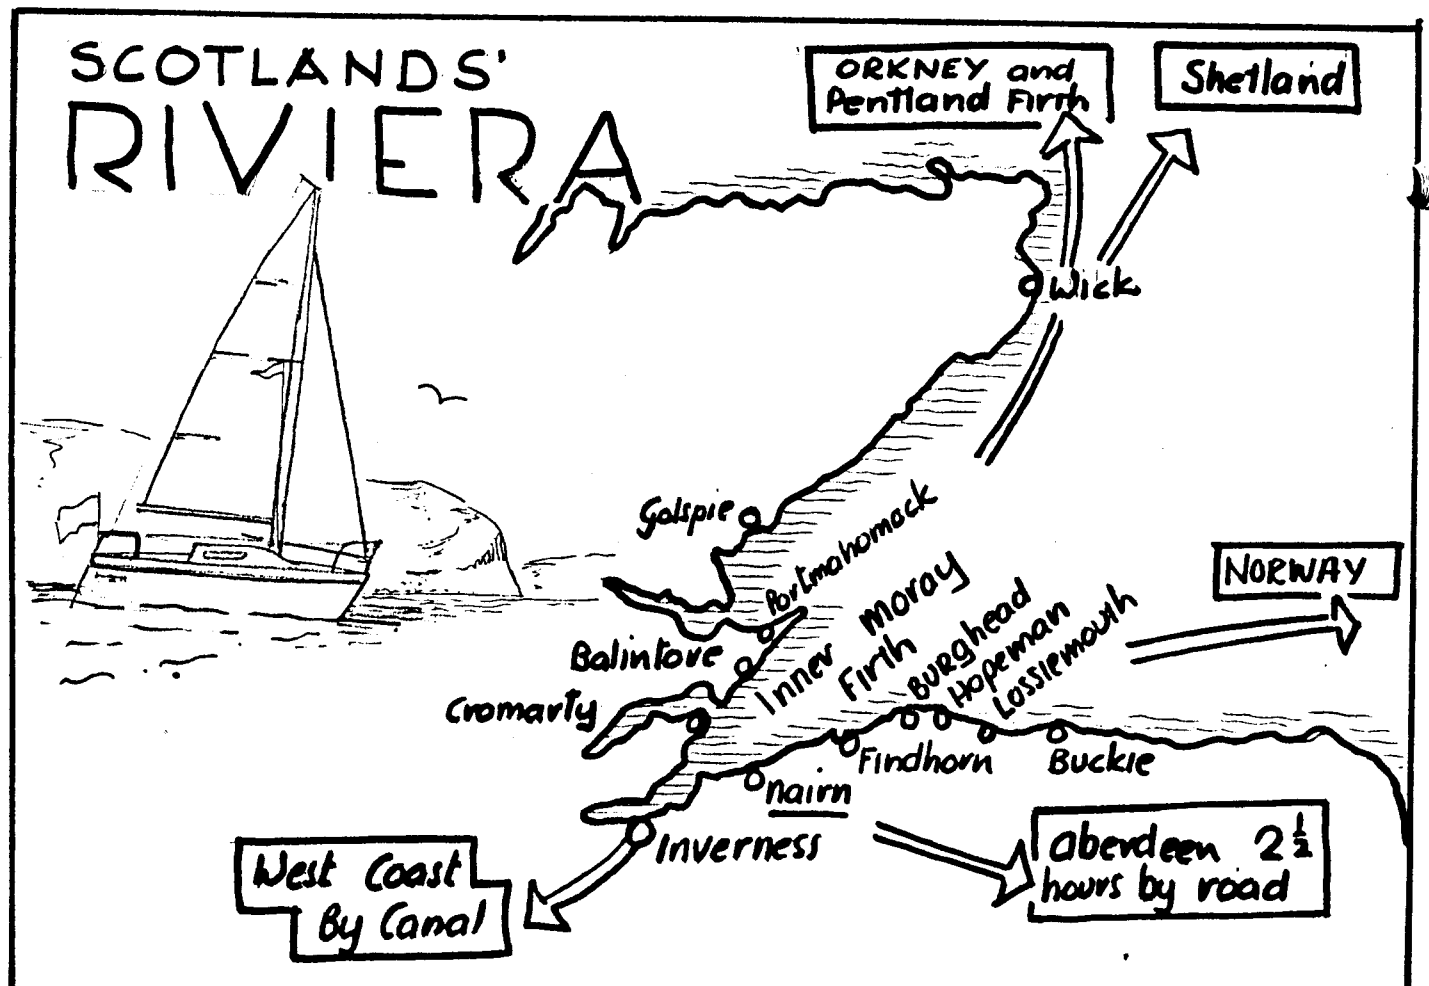 SCOTLANDS'
RIVIERA
ORKNEY and
Pentland Firth
Shetland
Wick
Golspie
Portmahomack
Balintore
Cromarty
Inner Moray
Firth
BURGhead
Hopeman
Lossiemouth
NORWAY
Findhorn
Buckie
Nairn
Inverness
West Coast
By Canal
Aberdeen 2½
hours by road